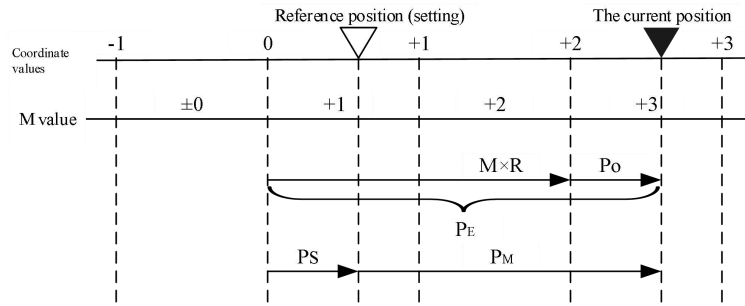 Reference position (setting) The current position
Coordinate values -1 0 +1 +2 +3
M value ±0 +1 +2 +3
M×R Po
PE
PS PM